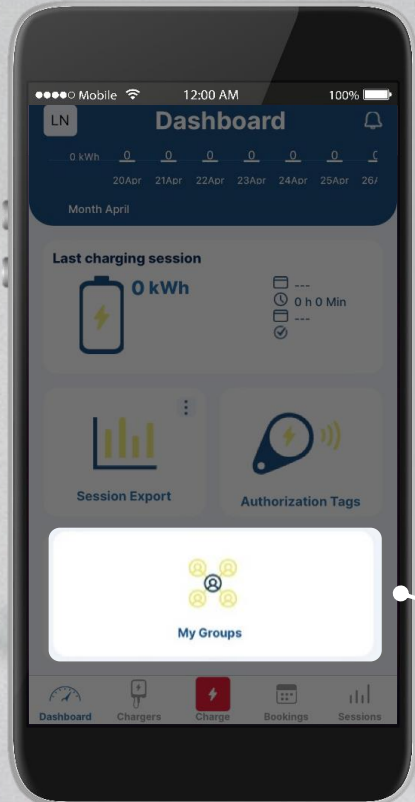 Mobile 12:00 AM 100%
LN Dashboard
0 kWh 0 0 0 0 0 0
20Apr 21Apr 22Apr 23Apr 24Apr 25Apr
Month April
Last charging session
0 kWh
---
0 h 0 Min
---
Session Export Authorization Tags
My Groups
Dashboard Chargers Charge Bookings Sessions